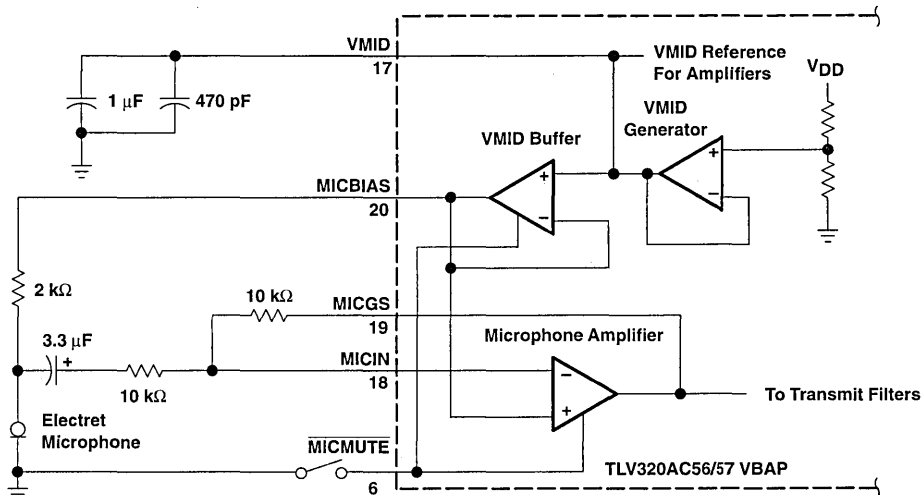 VMID
17
VMID Reference
For Amplifiers
VDD
1 µF
470 pF
VMID
Generator
VMID Buffer
+
−
+
−
MICBIAS
20
2 kΩ
10 kΩ
MICGS
19
Microphone Amplifier
3.3 µF
+
MICIN
18
10 kΩ
−
+
To Transmit Filters
Electret
Microphone
MICMUTE
6
TLV320AC56/57 VBAP